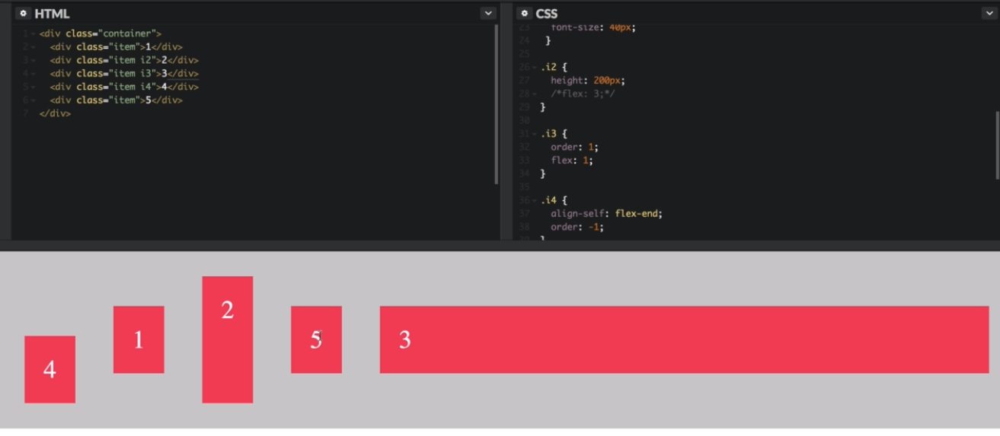 HTML
1 <div class="container">
2 <div class="item">1</div>
3 <div class="item i2">2</div>
4 <div class="item i3">3</div>
5 <div class="item i4">4</div>
6 <div class="item">5</div>
7 </div>
CSS
23 font-size: 40px;
24 }
25
26 .i2 {
27 height: 200px;
28 /*flex: 3;*/
29 }
30
31 .i3 {
32 order: 1;
33 flex: 1;
34 }
35
36 .i4 {
37 align-self: flex-end;
38 order: -1;
39 }
4
1
2
5
3